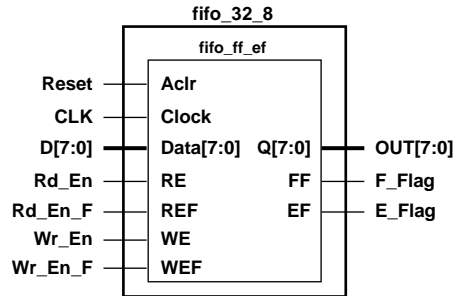 fifo_32_8
fifo_ff_ef
Reset Aclr
CLK Clock
D[7:0] Data[7:0] Q[7:0] OUT[7:0]
Rd_En RE FF F_Flag
Rd_En_F REF EF E_Flag
Wr_En WE
Wr_En_F WEF